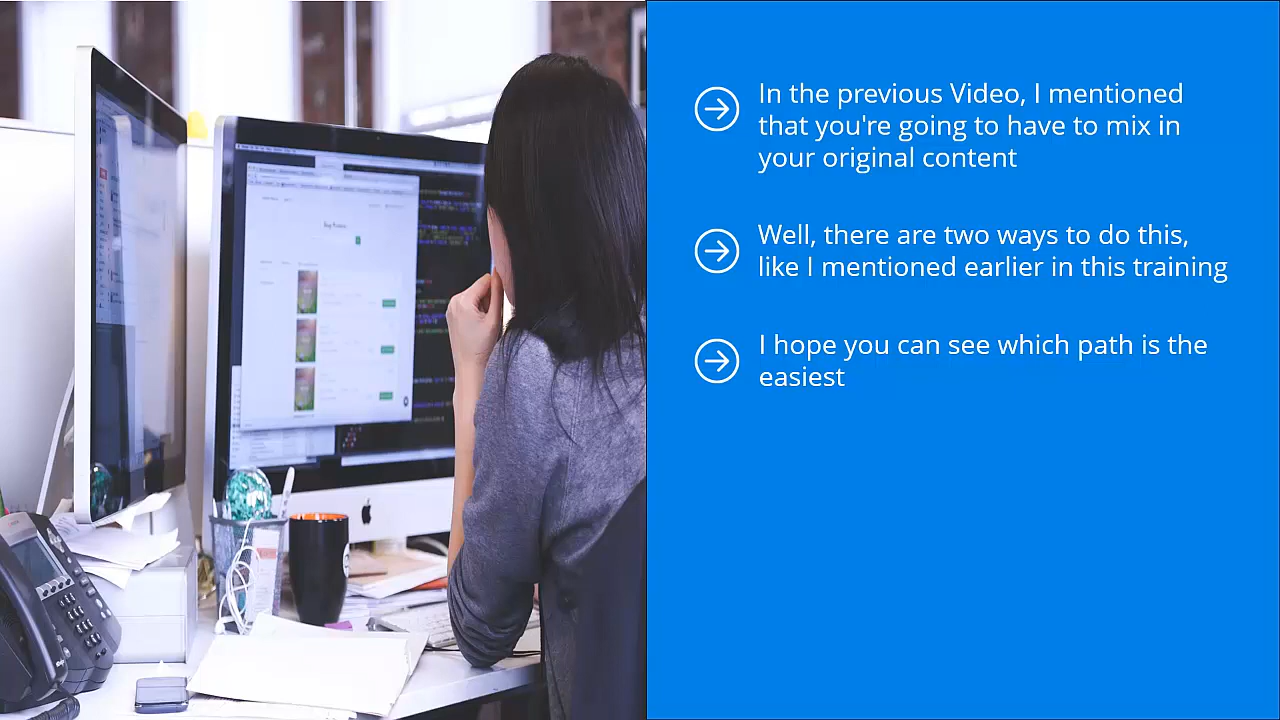 In the previous Video, I mentioned
that you're going to have to mix in
your original content
Well, there are two ways to do this,
like I mentioned earlier in this training
I hope you can see which path is the
easiest